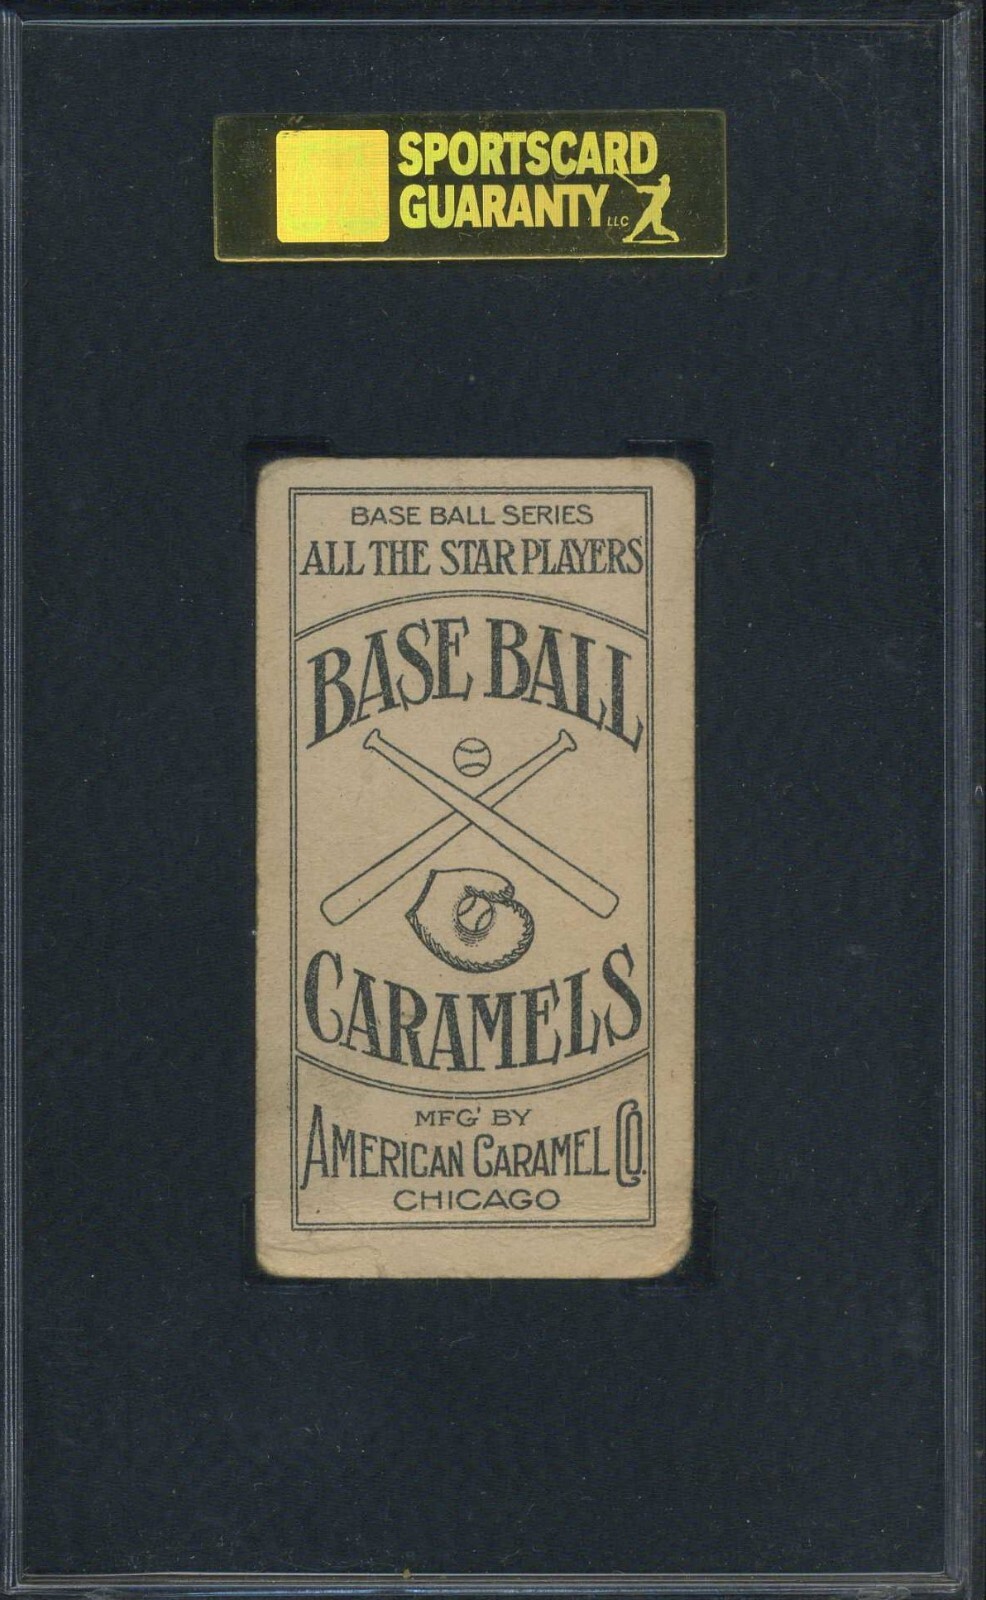 SPORTSCARD
GUARANTY LLC
BASE BALL SERIES
ALL THE STAR PLAYERS
BASE BALL
CARAMELS
MFG' BY
AMERICAN CARAMEL CO.
CHICAGO